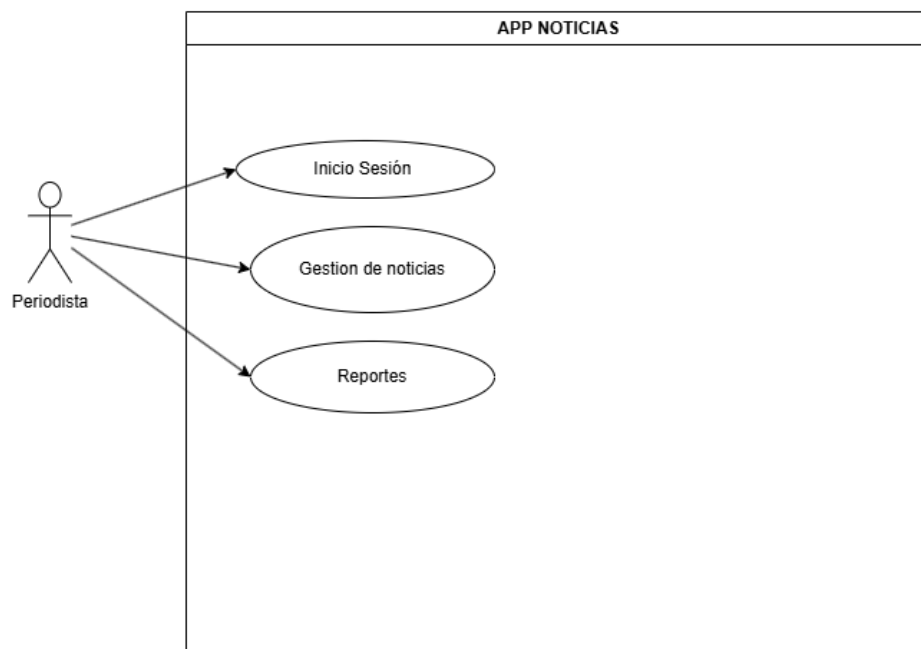 APP NOTICIAS
Inicio Sesión
Gestion de noticias
Periodista
Reportes